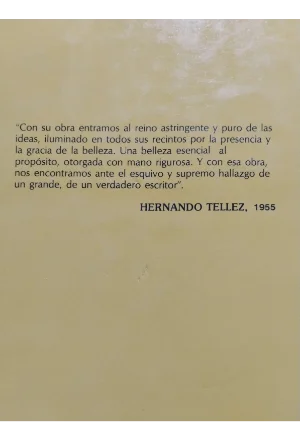 "Con su obra entramos al reino astringente y puro de las
ideas, iluminado en todos sus recintos por la presencia y
la gracia de la belleza. Una belleza esencial al
propósito, otorgada con mano rigurosa. Y con esa obra,
nos encontramos ante el esquivo y supremo hallazgo de
un grande, de un verdadero escritor".
HERNANDO TELLEZ, 1955